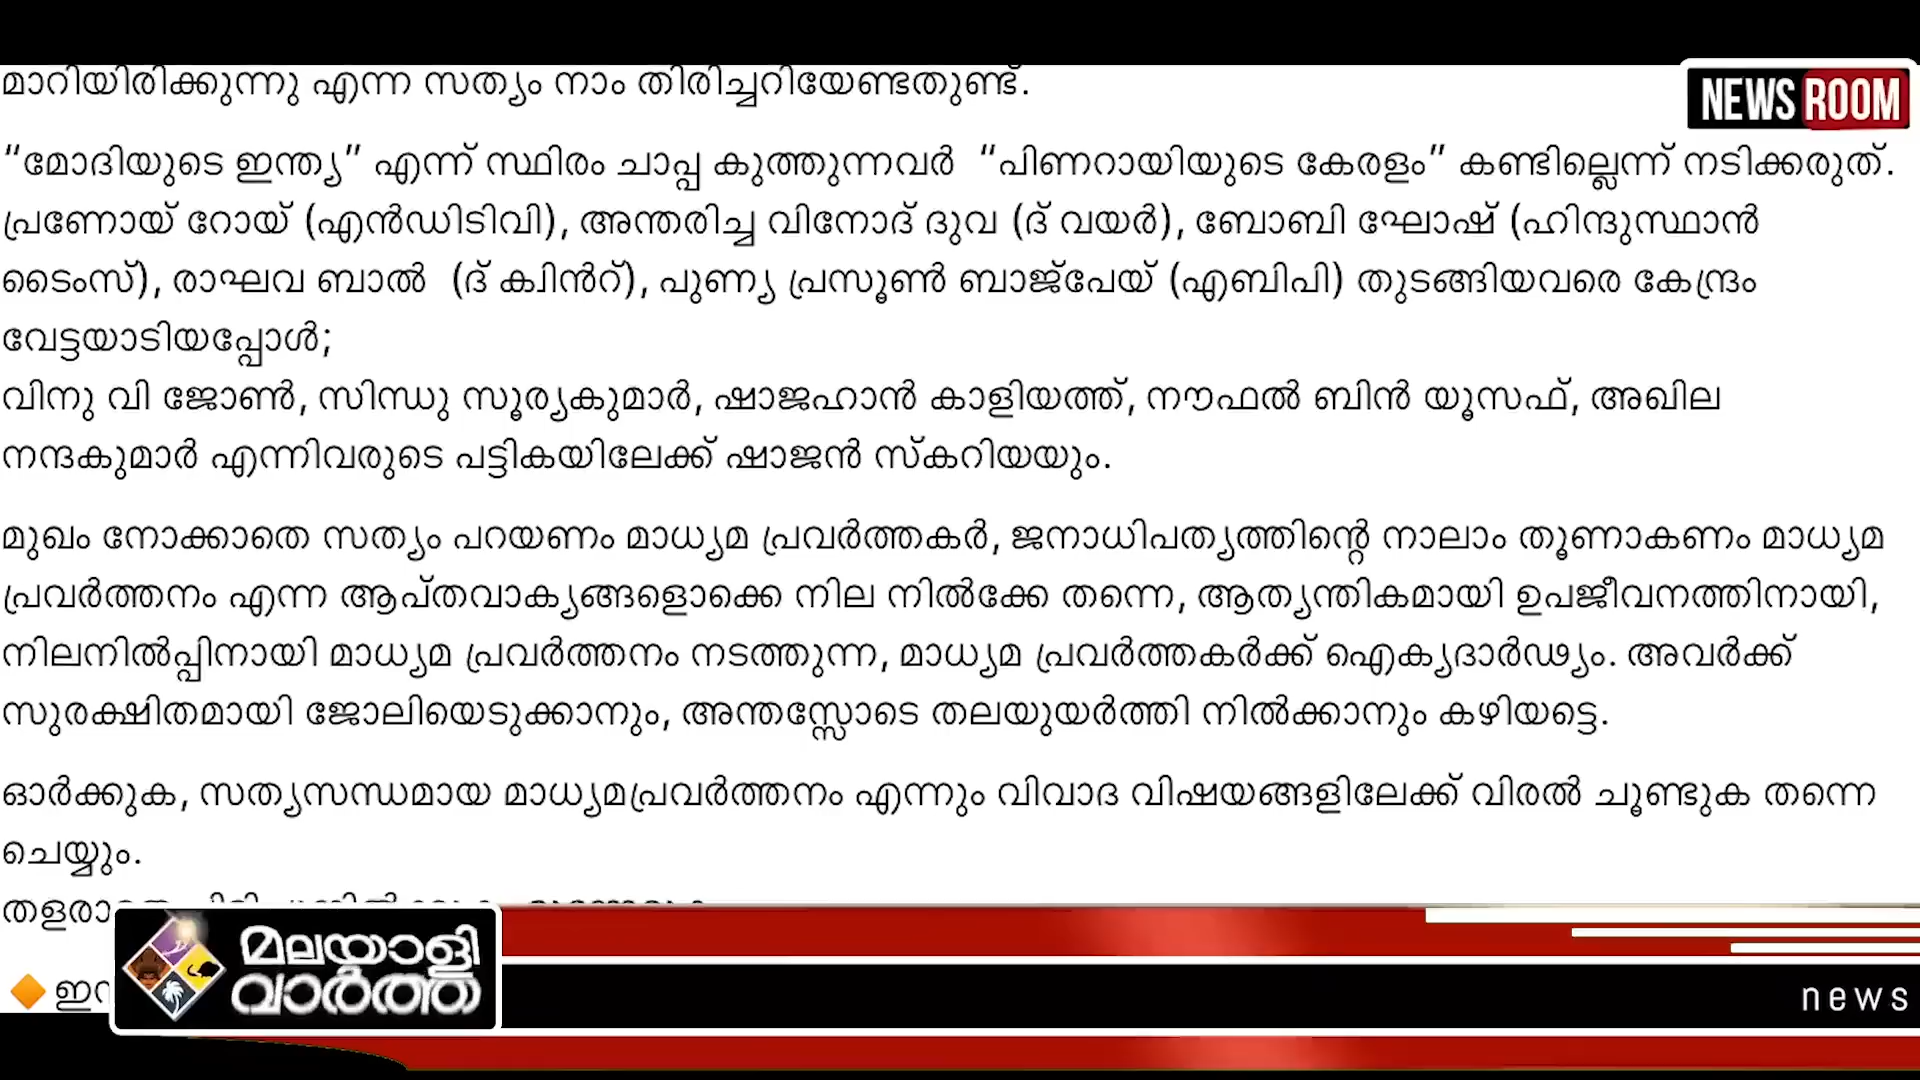 മാറിയിരിക്കുന്നു എന്ന സത്യം നാം തിരിച്ചറിയേണ്ടതുണ്ട്.
NEWS ROOM
“മോദിയുടെ ഇന്ത്യ” എന്ന് സ്ഥിരം ചാപ്പ കുത്തുന്നവർ “പിണറായിയുടെ കേരളം” കണ്ടില്ലെന്ന് നടിക്കരുത്.
പ്രണോയ് റോയ് (എൻഡിടിവി), അന്തരിച്ച വിനോദ് ദുവ (ദ് വയർ), ബോബി ഘോഷ് (ഹിന്ദുസ്ഥാൻ
ടൈംസ്), രാഘവ ബാൽ (ദ് ക്വിൻറ്), പുണ്യ പ്രസൂൺ ബാജ്പേയ് (എബിപി) തുടങ്ങിയവരെ കേന്ദ്രം
വേട്ടയാടിയപ്പോൾ;
വിനു വി ജോൺ, സിന്ധു സൂര്യകുമാർ, ഷാജഹാൻ കാളിയത്ത്, നൗഫൽ ബിൻ യൂസഫ്, അഖില
നന്ദകുമാർ എന്നിവരുടെ പട്ടികയിലേക്ക് ഷാജൻ സ്കറിയയും.
മുഖം നോക്കാതെ സത്യം പറയണം മാധ്യമ പ്രവർത്തകർ, ജനാധിപത്യത്തിന്റെ നാലാം തൂണാകണം മാധ്യമ
പ്രവർത്തനം എന്ന ആപ്തവാക്യങ്ങളൊക്കെ നില നിൽക്കേ തന്നെ, ആത്യന്തികമായി ഉപജീവനത്തിനായി,
നിലനിൽപ്പിനായി മാധ്യമ പ്രവർത്തനം നടത്തുന്ന, മാധ്യമ പ്രവർത്തകർക്ക് ഐക്യദാർഢ്യം. അവർക്ക്
സുരക്ഷിതമായി ജോലിയെടുക്കാനും, അന്തസ്സോടെ തലയുയർത്തി നിൽക്കാനും കഴിയട്ടെ.
ഓർക്കുക, സത്യസന്ധമായ മാധ്യമപ്രവർത്തനം എന്നും വിവാദ വിഷയങ്ങളിലേക്ക് വിരൽ ചൂണ്ടുക തന്നെ
ചെയ്യും.
മലയാളി
വാർത്ത
news